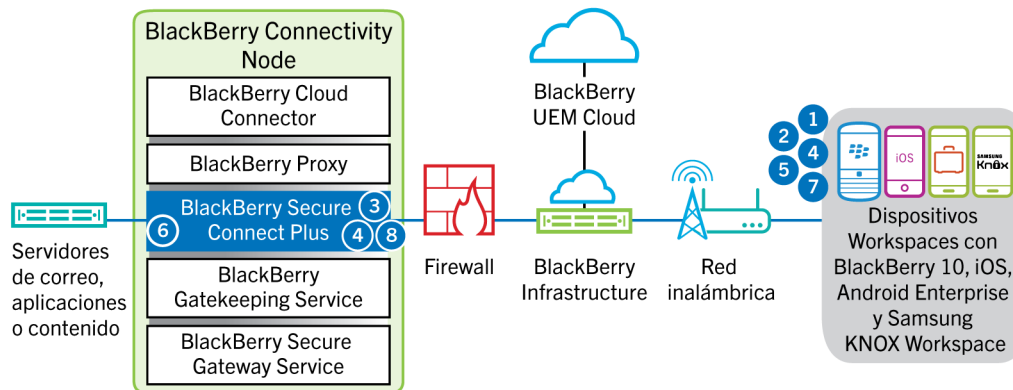 BlackBerry Connectivity
Node
BlackBerry Cloud
Connector
BlackBerry Proxy
BlackBerry Secure
Connect Plus
3
6
4
8
BlackBerry
Gatekeeping Service
BlackBerry Secure
Gateway Service
Servidores
de correo,
aplicaciones
o contenido
Firewall
BlackBerry
UEM Cloud
BlackBerry
Infrastructure
Red
inalámbrica
1
2
4
5
7
iOS
SAMSUNG
Knox
Dispositivos
Workspaces con
BlackBerry 10, iOS,
Android Enterprise
y Samsung
KNOX Workspace